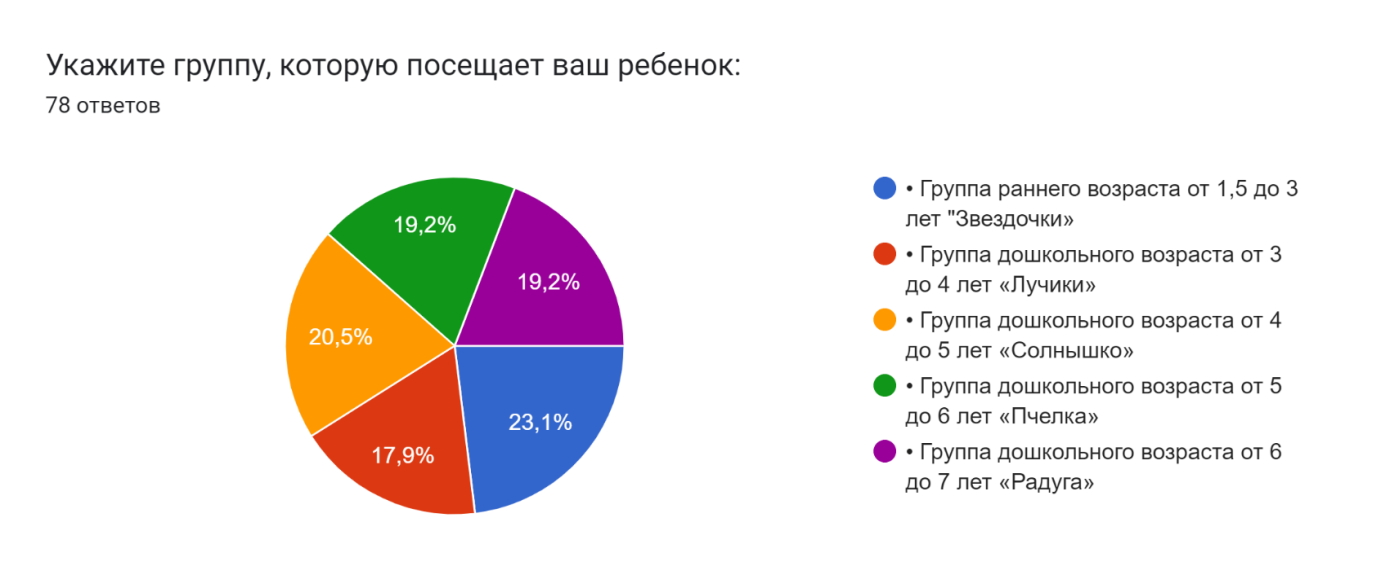 Укажите группу, которую посещает ваш ребенок:
78 ответов
19,2%
19,2%
20,5%
23,1%
17,9%
• Группа раннего возраста от 1,5 до 3
лет "Звездочки»
• Группа дошкольного возраста от 3
до 4 лет «Лучики»
• Группа дошкольного возраста от 4
до 5 лет «Солнышко»
• Группа дошкольного возраста от 5
до 6 лет «Пчелка»
• Группа дошкольного возраста от 6
до 7 лет «Радуга»